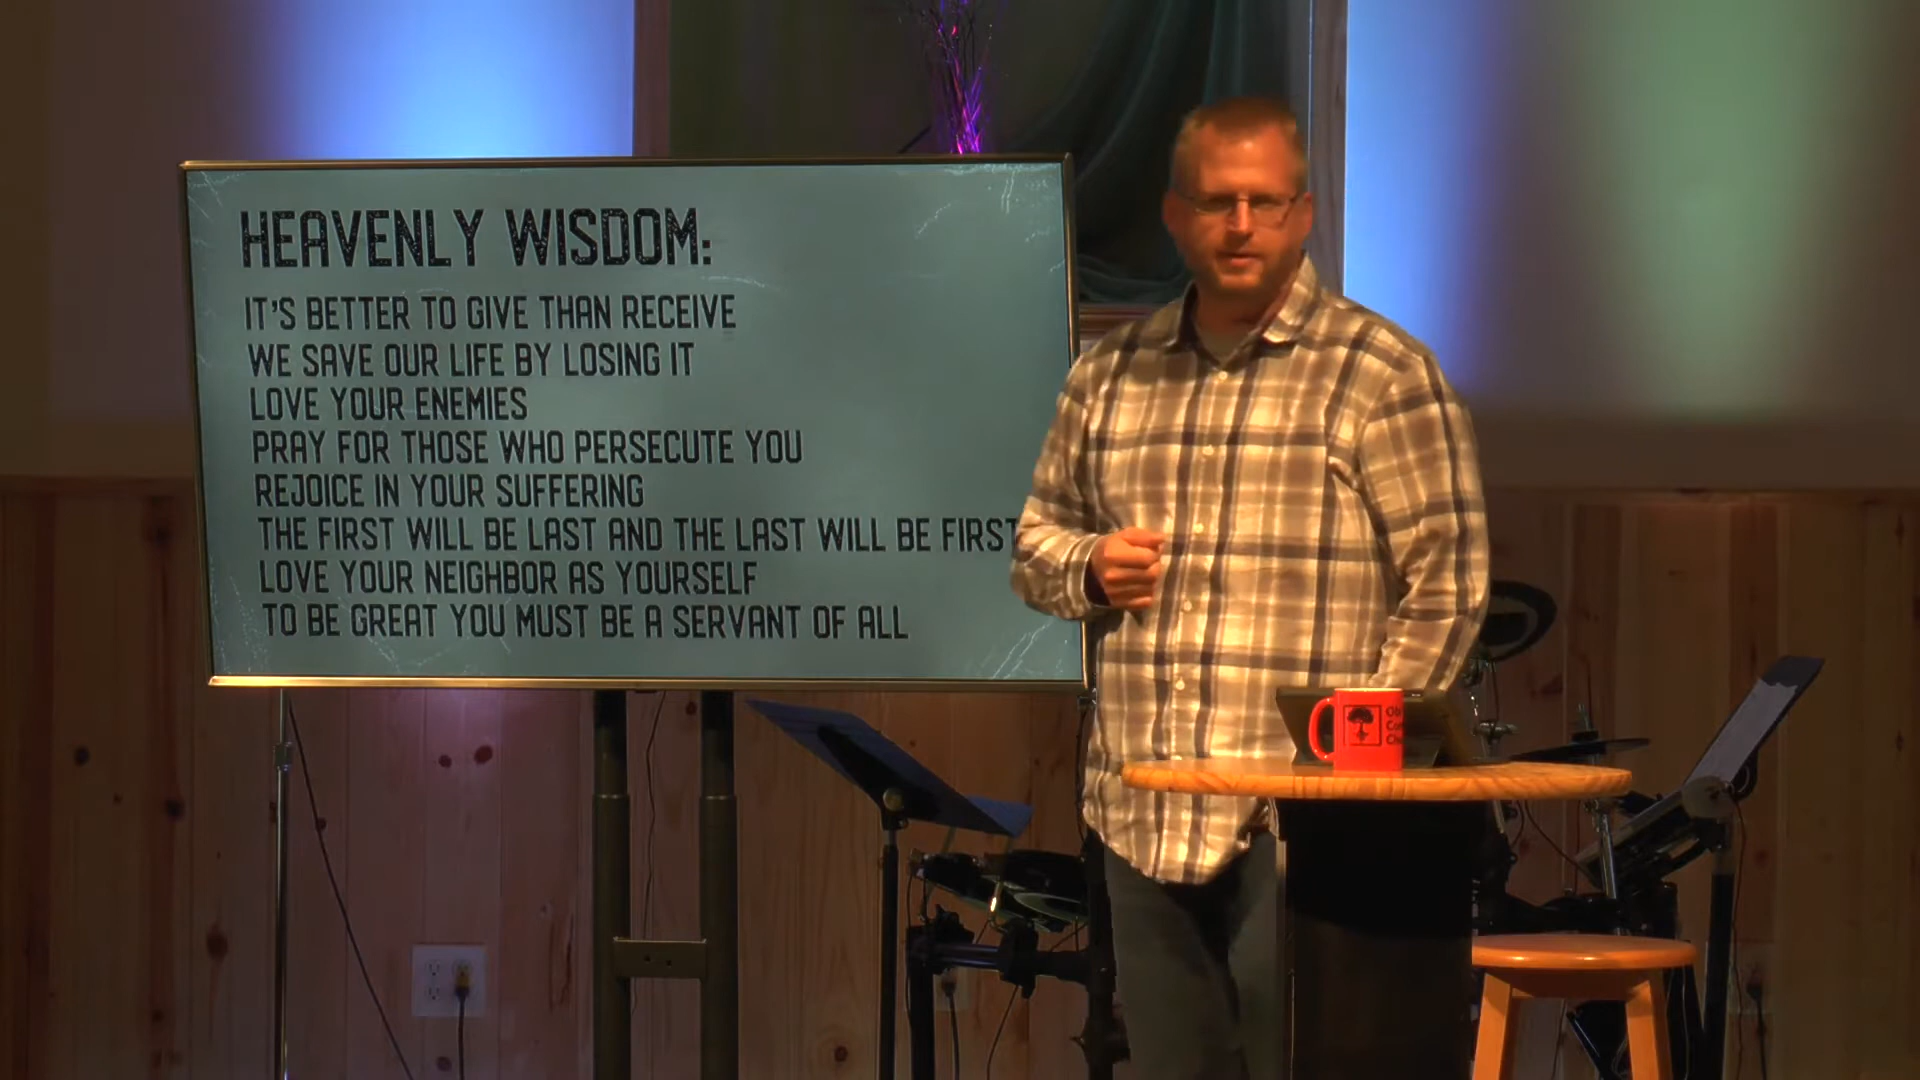 HEAVENLY WISDOM:
IT'S BETTER TO GIVE THAN RECEIVE
WE SAVE OUR LIFE BY LOSING IT
LOVE YOUR ENEMIES
PRAY FOR THOSE WHO PERSECUTE YOU
REJOICE IN YOUR SUFFERING
THE FIRST WILL BE LAST AND THE LAST WILL BE FIRST
LOVE YOUR NEIGHBOR AS YOURSELF
TO BE GREAT YOU MUST BE A SERVANT OF ALL